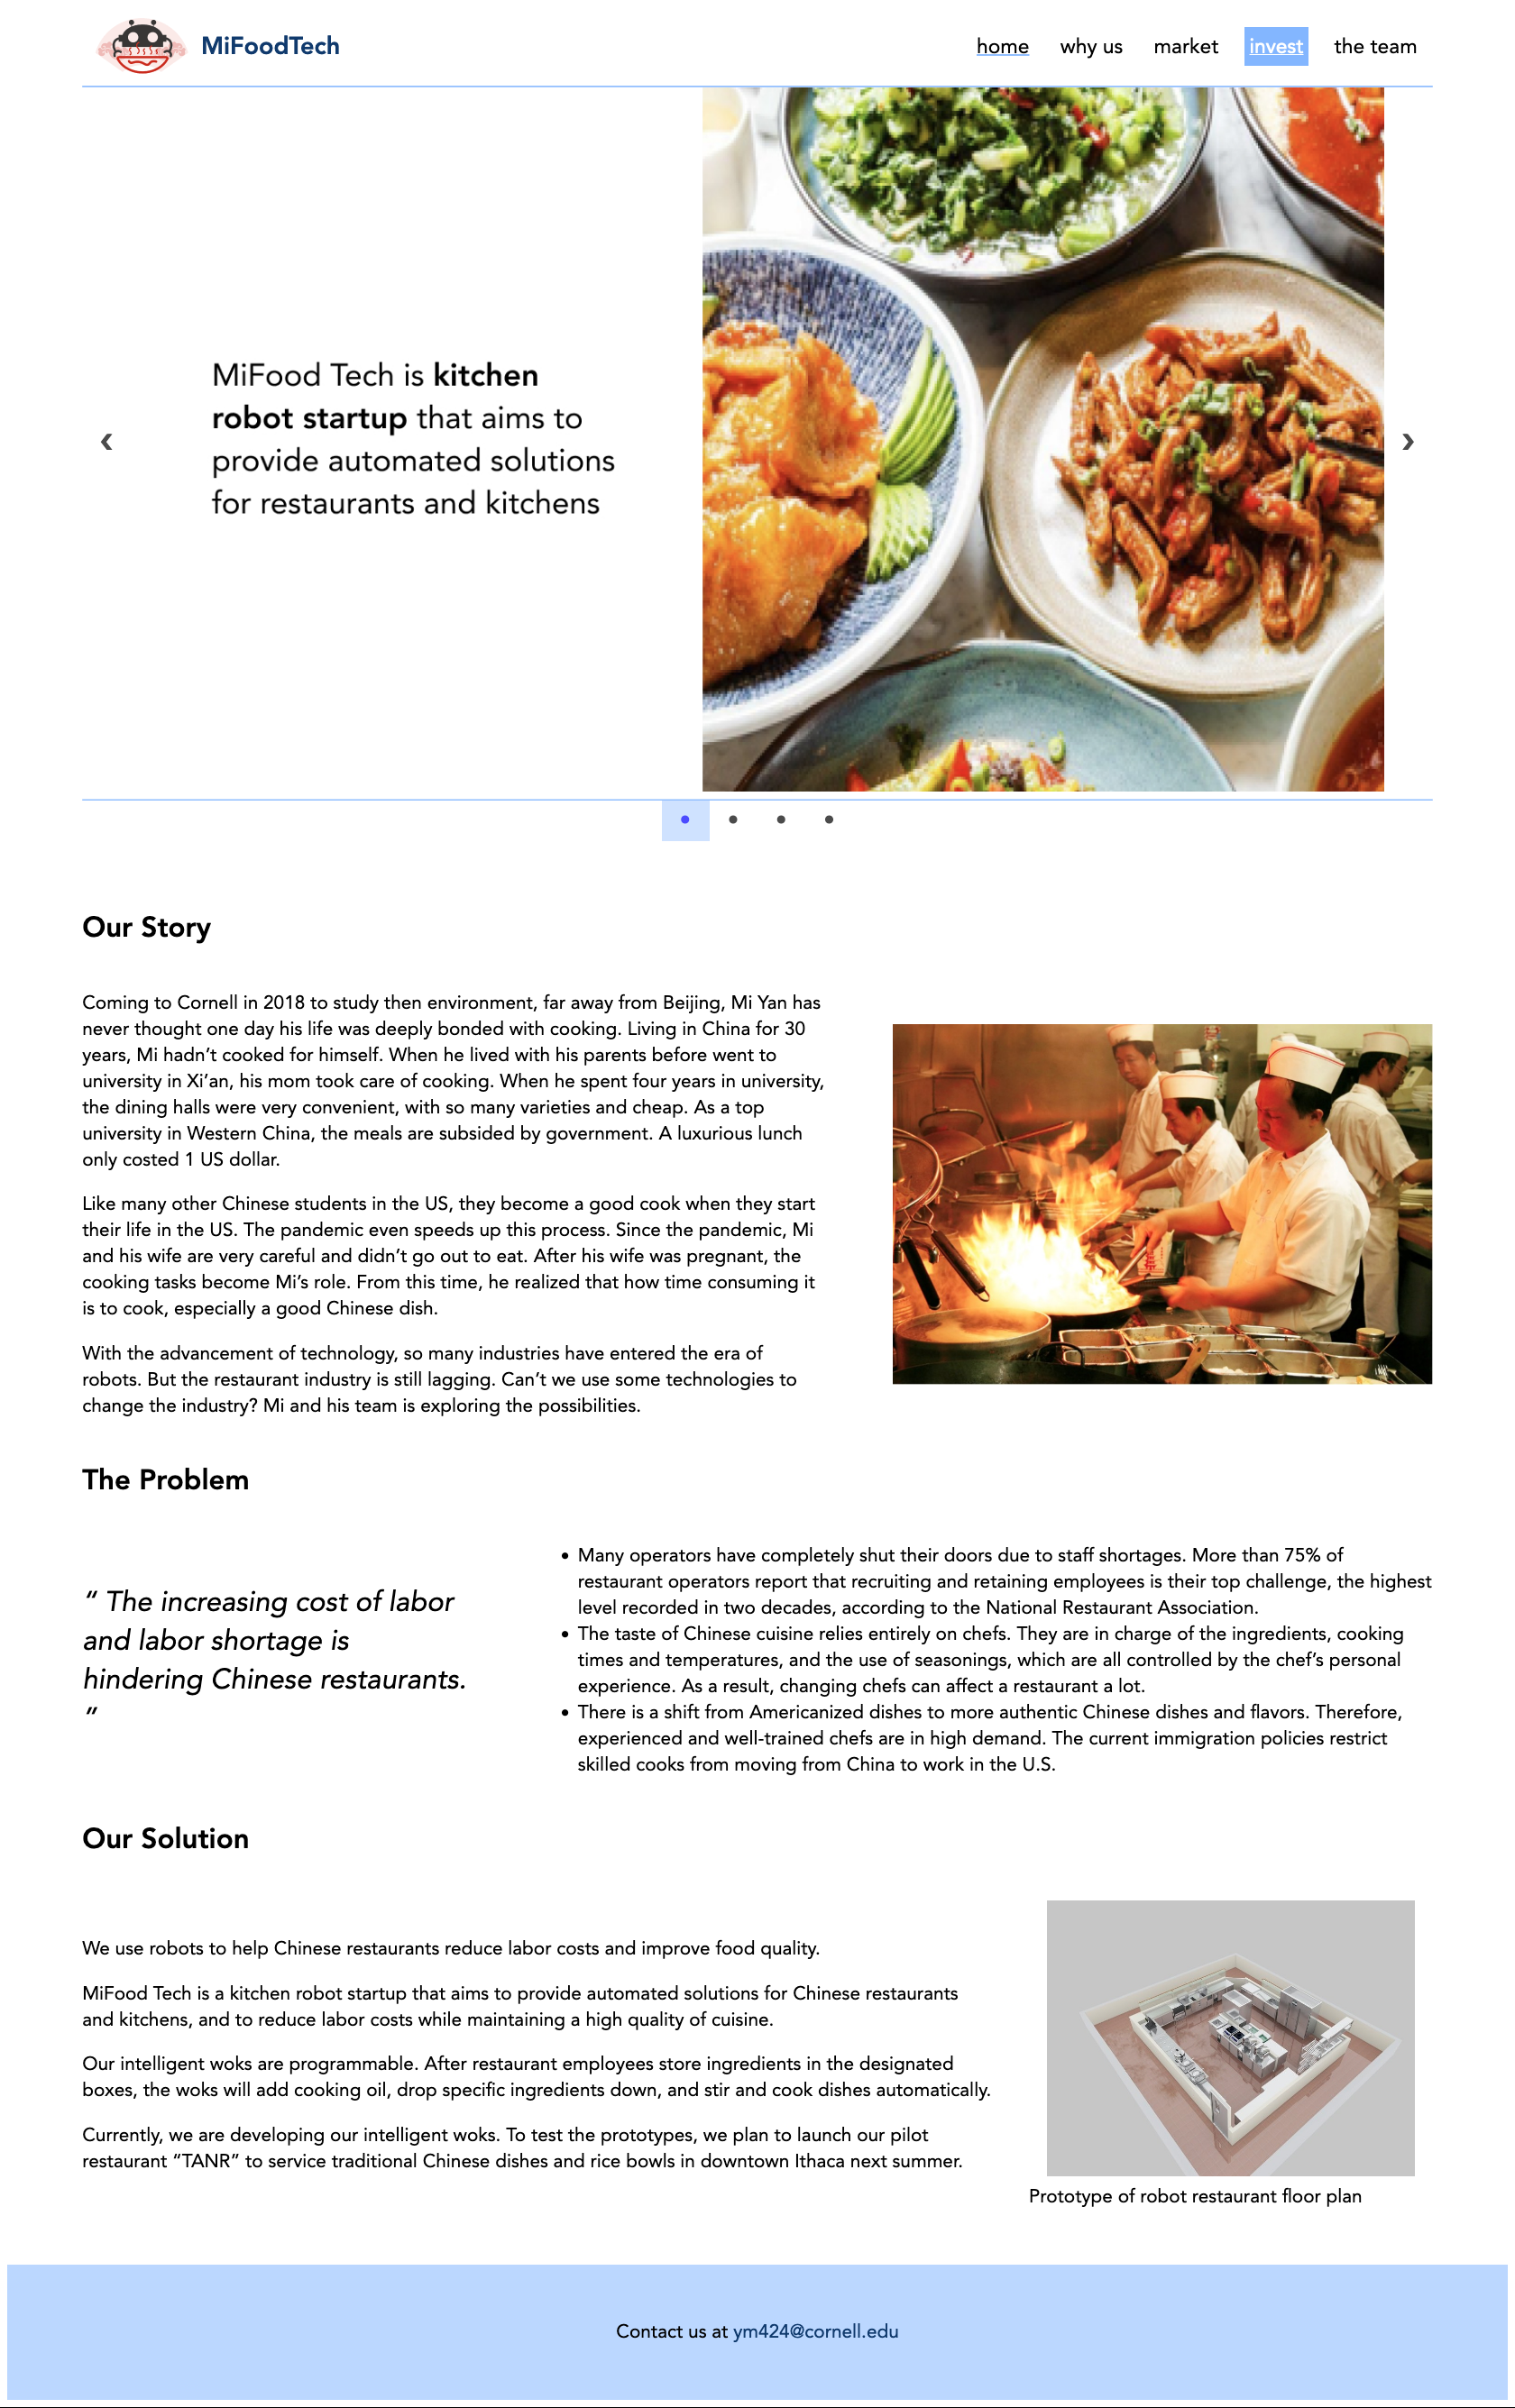 MiFoodTech
home why us market invest the team
MiFood Tech is kitchen
robot startup that aims to
provide automated solutions
for restaurants and kitchens
‹ ›
Our Story
Coming to Cornell in 2018 to study then environment, far away from Beijing, Mi Yan has
never thought one day his life was deeply bonded with cooking. Living in China for 30
years, Mi hadn’t cooked for himself. When he lived with his parents before went to
university in Xi’an, his mom took care of cooking. When he spent four years in university,
the dining halls were very convenient, with so many varieties and cheap. As a top
university in Western China, the meals are subsided by government. A luxurious lunch
only costed 1 US dollar.
Like many other Chinese students in the US, they become a good cook when they start
their life in the US. The pandemic even speeds up this process. Since the pandemic, Mi
and his wife are very careful and didn’t go out to eat. After his wife was pregnant, the
cooking tasks become Mi’s role. From this time, he realized that how time consuming it
is to cook, especially a good Chinese dish.
With the advancement of technology, so many industries have entered the era of
robots. But the restaurant industry is still lagging. Can’t we use some technologies to
change the industry? Mi and his team is exploring the possibilities.
The Problem
“ The increasing cost of labor
and labor shortage is
hindering Chinese restaurants.
”
• Many operators have completely shut their doors due to staff shortages. More than 75% of
restaurant operators report that recruiting and retaining employees is their top challenge, the highest
level recorded in two decades, according to the National Restaurant Association.
• The taste of Chinese cuisine relies entirely on chefs. They are in charge of the ingredients, cooking
times and temperatures, and the use of seasonings, which are all controlled by the chef’s personal
experience. As a result, changing chefs can affect a restaurant a lot.
• There is a shift from Americanized dishes to more authentic Chinese dishes and flavors. Therefore,
experienced and well-trained chefs are in high demand. The current immigration policies restrict
skilled cooks from moving from China to work in the U.S.
Our Solution
We use robots to help Chinese restaurants reduce labor costs and improve food quality.
MiFood Tech is a kitchen robot startup that aims to provide automated solutions for Chinese restaurants
and kitchens, and to reduce labor costs while maintaining a high quality of cuisine.
Our intelligent woks are programmable. After restaurant employees store ingredients in the designated
boxes, the woks will add cooking oil, drop specific ingredients down, and stir and cook dishes automatically.
Currently, we are developing our intelligent woks. To test the prototypes, we plan to launch our pilot
restaurant “TANR” to service traditional Chinese dishes and rice bowls in downtown Ithaca next summer.
Prototype of robot restaurant floor plan
Contact us at ym424@cornell.edu